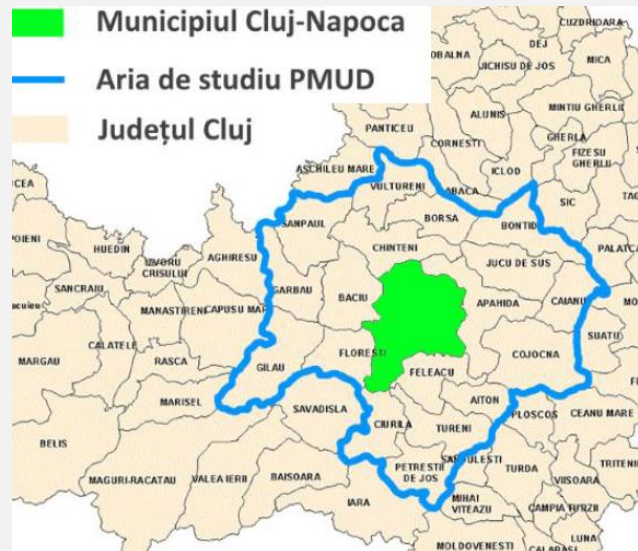 Municipiul Cluj-Napoca
Aria de studiu PMUD
Județul Cluj
CUZDRIOARA
DEJ
OBALNA
JICHISU DE JOS
MICA
MINTIU GHERLII
ALUNIS
PANTICEU
CORNESTI
GHERLA
FIZESU
GHERLII
ASCHILEU MARE
ICLOD
VULTURENI
ABACA
SIC
SANPAUL
BORSA
BONTID
HUEDIN
AGHIRESU
CHINTENI
PALATCA
IZVORU
CRISULUI
JUCU DE SUS
SANCRAIU
GARBAU
BACIU
APAHIDA
CAIANU
MANASTIRENI
CAPUSU MARE
SUATU
CALATELE
MARGAU
RASCA
FLORESTI
COJOCNA
GILAU
FELEACU
MARISEL
AITON
SAVADISLA
PLOSCOS
CEANU MARE
CIURILA
TURENI
BELIS
PETRESTII
DE JOS
TURDA
MAGURI-RACATAU
VALEA IERII
BAISOARA
VIISOARA
IARA
MIHAI
VITEAZU
CAMPIA TURZII
LUNA
MOLDOVENESTI
CALARASI